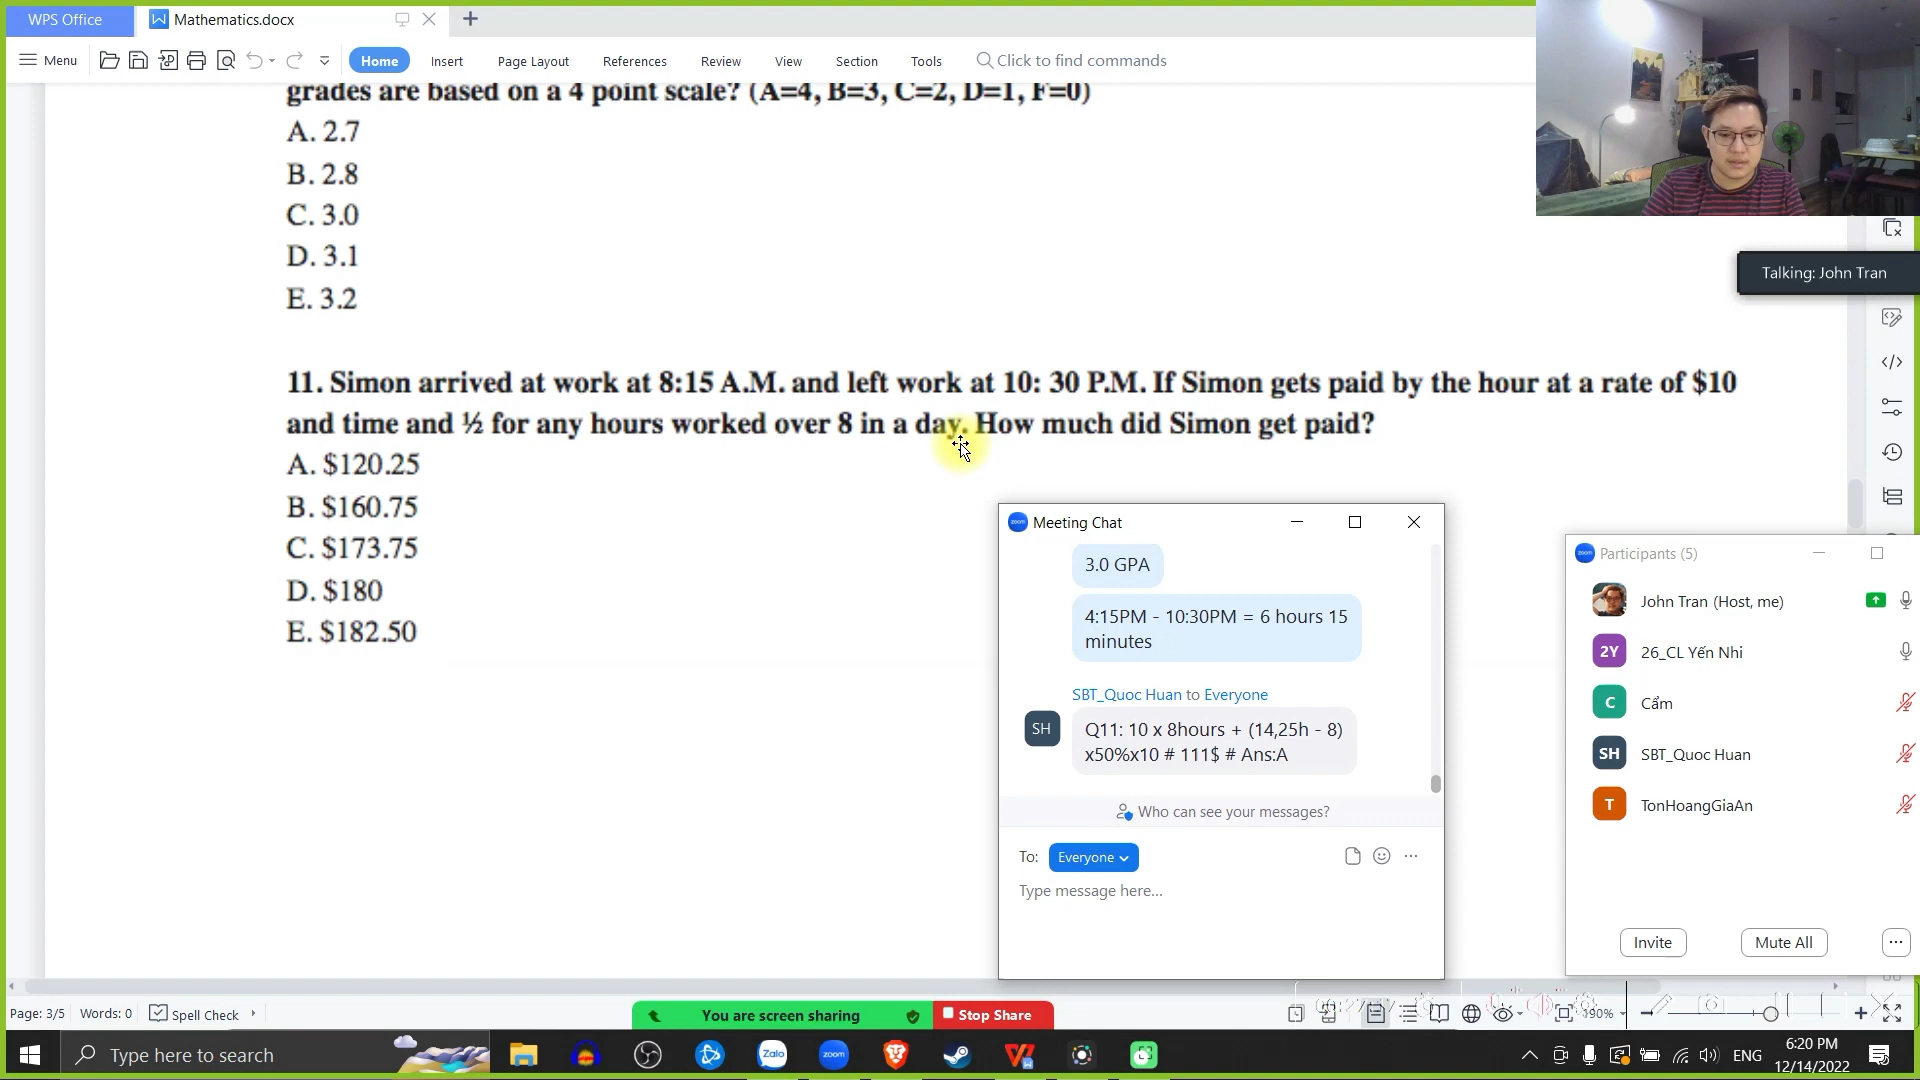 WPS Office
Mathematics.docx
Menu
Home
Insert
Page Layout
References
Review
View
Section
Tools
Click to find commands
grades are based on a 4 point scale? (A=4, B=3, C=2, D=1, F=0)
A. 2.7
B. 2.8
C. 3.0
D. 3.1
E. 3.2
Talking: John Tran
11. Simon arrived at work at 8:15 A.M. and left work at 10: 30 P.M. If Simon gets paid by the hour at a rate of $10
and time and ½ for any hours worked over 8 in a day. How much did Simon get paid?
A. $120.25
B. $160.75
C. $173.75
D. $180
E. $182.50
zoom
Meeting Chat
3.0 GPA
4:15PM - 10:30PM = 6 hours 15
minutes
SBT_Quoc Huan to Everyone
SH
Q11: 10 x 8hours + (14,25h - 8)
x50%x10 # 111$ # Ans:A
Who can see your messages?
To:
Everyone
Type message here...
zoom
Participants (5)
John Tran (Host, me)
2Y
26_CL Yến Nhi
C
Cẩm
SH
SBT_Quoc Huan
T
TonHoangGiaAn
Invite
Mute All
Page: 3/5
Words: 0
Spell Check
You are screen sharing
Stop Share
190%
Type here to search
Zalo
zoom
ENG
6:20 PM
12/14/2022